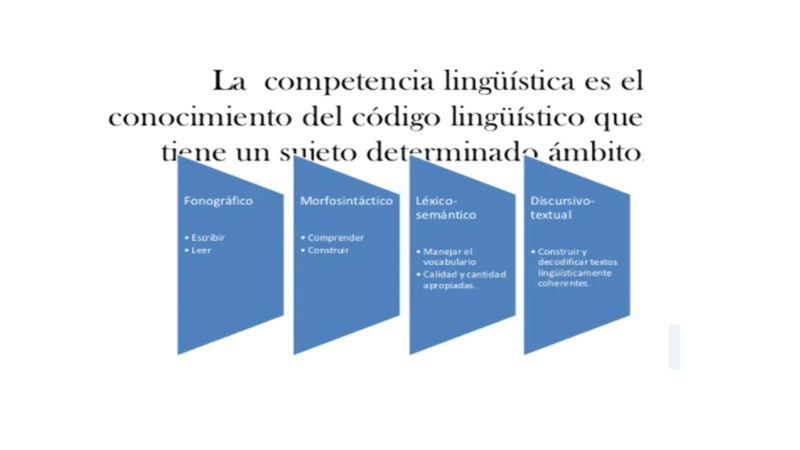 La competencia lingüística es el
conocimiento del código lingüístico que
tiene un sujeto determinado ámbito.
Fonográfico
• Escribir
• Leer
Morfosintáctico
• Comprender
• Construir
Léxico-
semántico
• Manejar el
vocabulario
• Calidad y cantidad
apropiadas.
Discursivo-
textual
• Construir y
decodificar textos
lingüísticamente
coherentes.